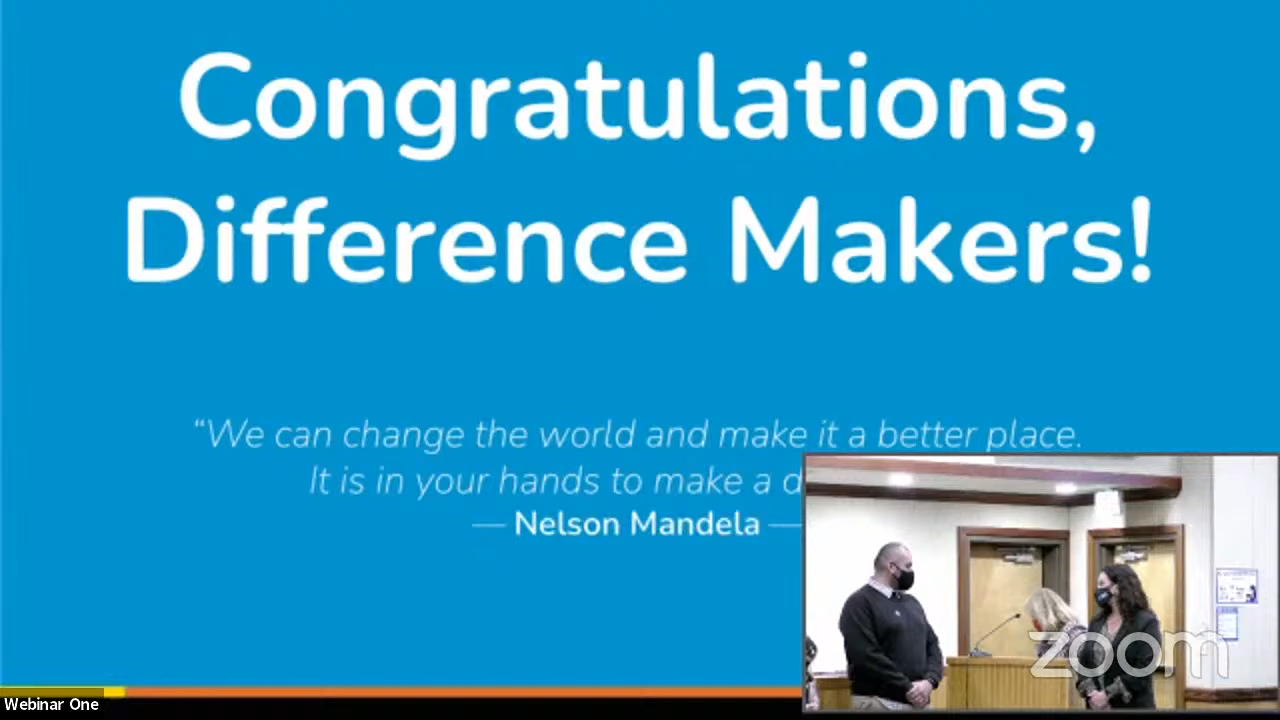 Congratulations,
Difference Makers!
“We can change the world and make it a better place.
It is in your hands to make a d
— Nelson Mandela —
zoom
Webinar One